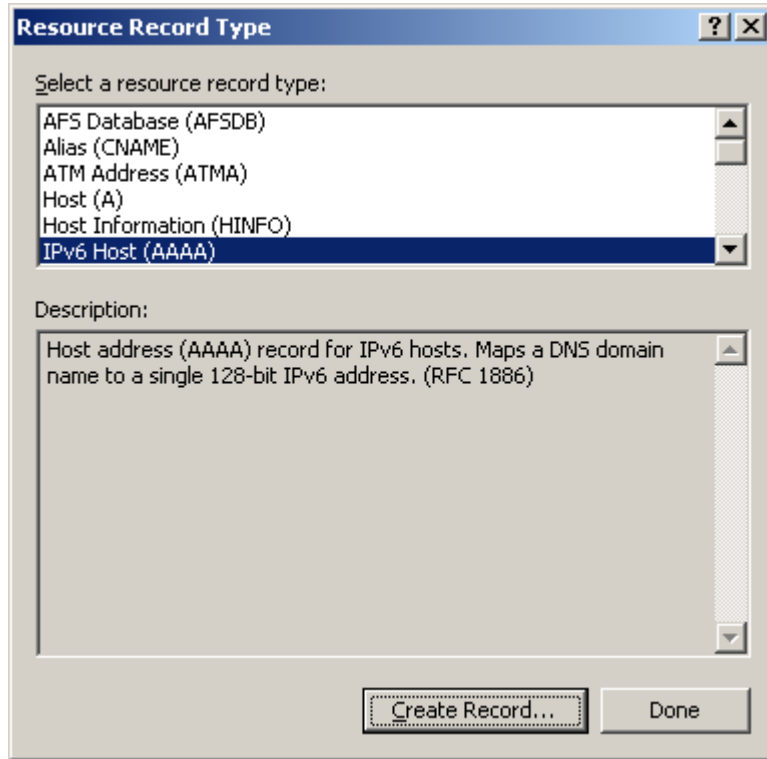 Resource Record Type
Select a resource record type:
AFS Database (AFSDB)
Alias (CNAME)
ATM Address (ATMA)
Host (A)
Host Information (HINFO)
IPv6 Host (AAAA)
Description:
Host address (AAAA) record for IPv6 hosts. Maps a DNS domain
name to a single 128-bit IPv6 address. (RFC 1886)
Create Record... Done